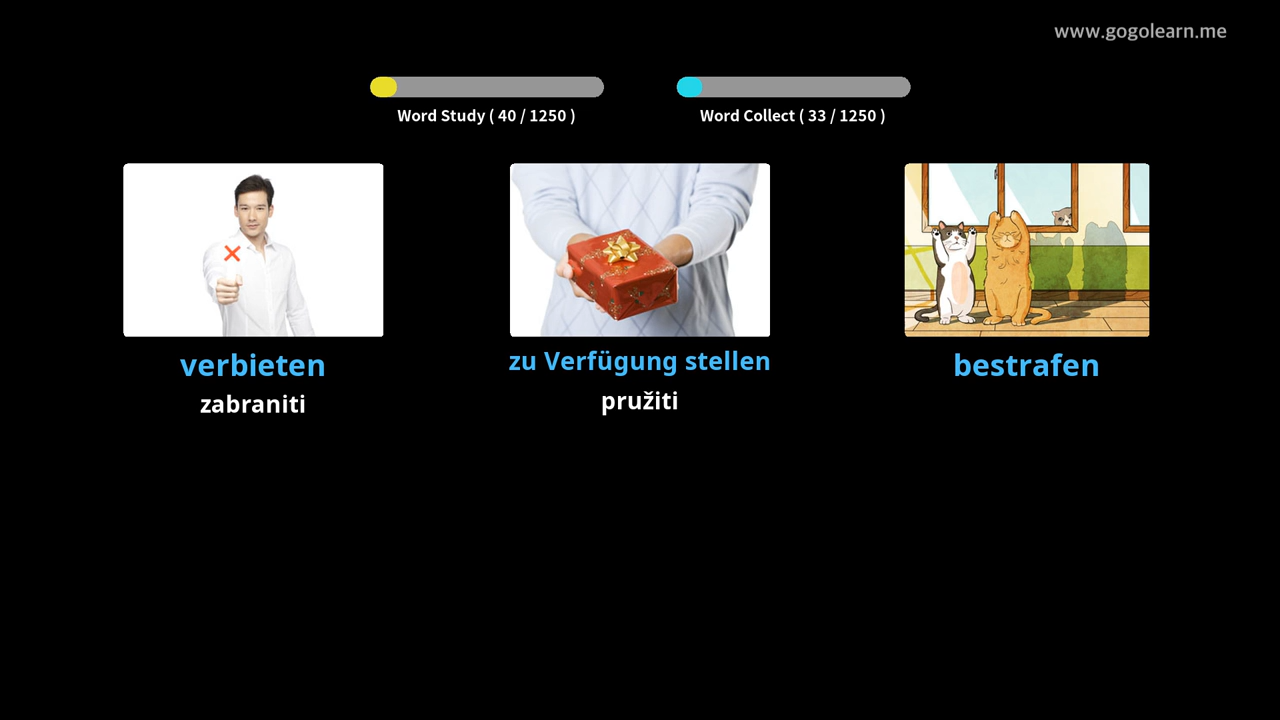 www.gogolearn.me
Word Study ( 40 / 1250 )
Word Collect ( 33 / 1250 )
verbieten
zabraniti
zu Verfügung stellen
pružiti
bestrafen